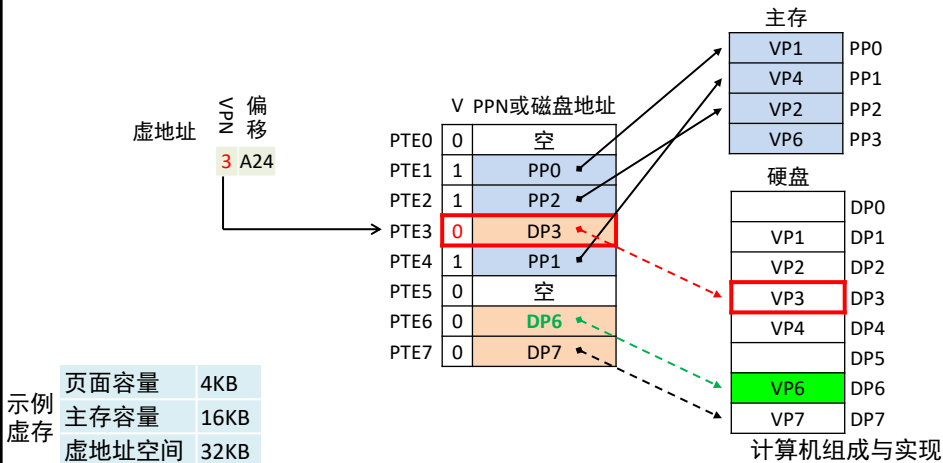 主存
VP1 PP0
VP4 PP1
VP2 PP2
VP6 PP3
虚地址
VPN 偏移
3 A24
V PPN或磁盘地址
PTE0 0 空
PTE1 1 PP0
PTE2 1 PP2
PTE3 0 DP3
PTE4 1 PP1
PTE5 0 空
PTE6 0 DP6
PTE7 0 DP7
硬盘
DP0
VP1 DP1
VP2 DP2
VP3 DP3
VP4 DP4
DP5
VP6 DP6
VP7 DP7
示例虚存
页面容量 4KB
主存容量 16KB
虚地址空间 32KB
计算机组成与实现